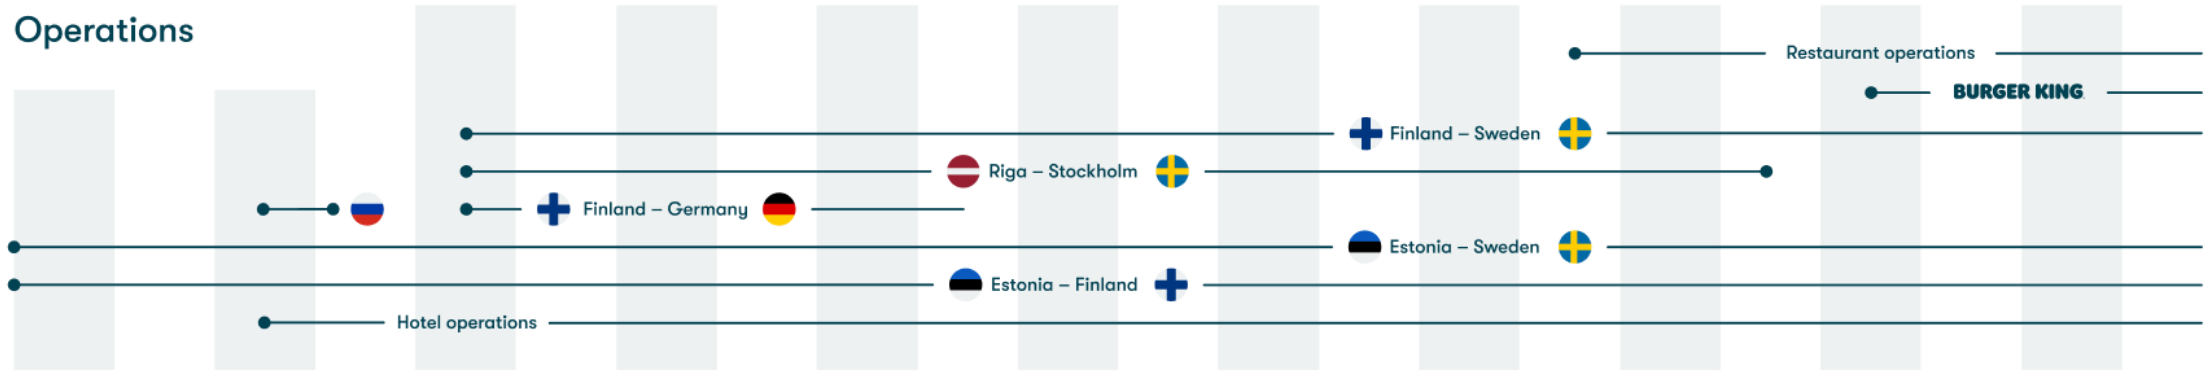 Operations
Restaurant operations
BURGER KING
Finland – Sweden
Riga – Stockholm
Finland – Germany
Estonia – Sweden
Estonia – Finland
Hotel operations